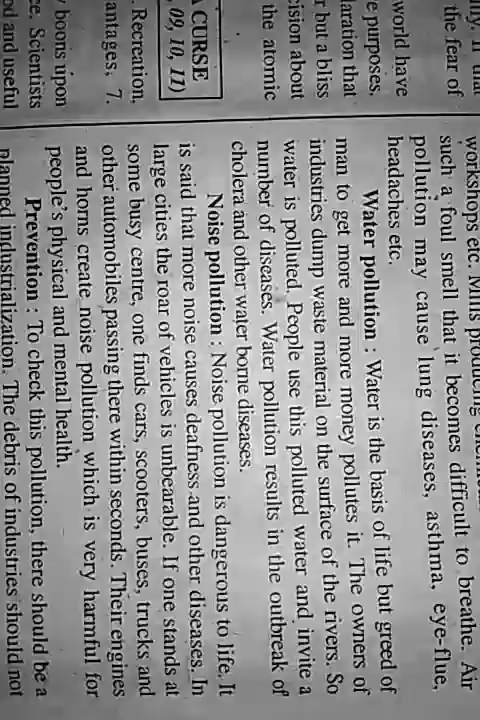 lity. If that
the fear of
world have
e purposes.
laration that
r but a bliss
cision about
the atomic
A CURSE
09, 10, 11)
. Recreation,
antages, 7.
y boons upon
ce. Scientists
ed and useful
workshops etc. Mills producing
such a foul smell that it becomes difficult to breathe. Air
pollution may cause lung diseases, asthma, eye-flue,
headaches etc.
Water pollution : Water is the basis of life but greed of
man to get more and more money pollutes it. The owners of
industries dump waste material on the surface of the rivers. So
water is polluted. People use this polluted water and invite a
number of diseases. Water pollution results in the outbreak of
cholera and other water borne diseases.
Noise pollution : Noise pollution is dangerous to life. It
is said that more noise causes deafness and other diseases. In
large cities the roar of vehicles is unbearable. If one stands at
some busy centre, one finds cars, scooters, buses, trucks and
other automobiles passing there within seconds. Their engines
and horns create noise pollution which is very harmful for
people's physical and mental health.
Prevention : To check this pollution, there should be a
planned industrialization. The debris of industries should not